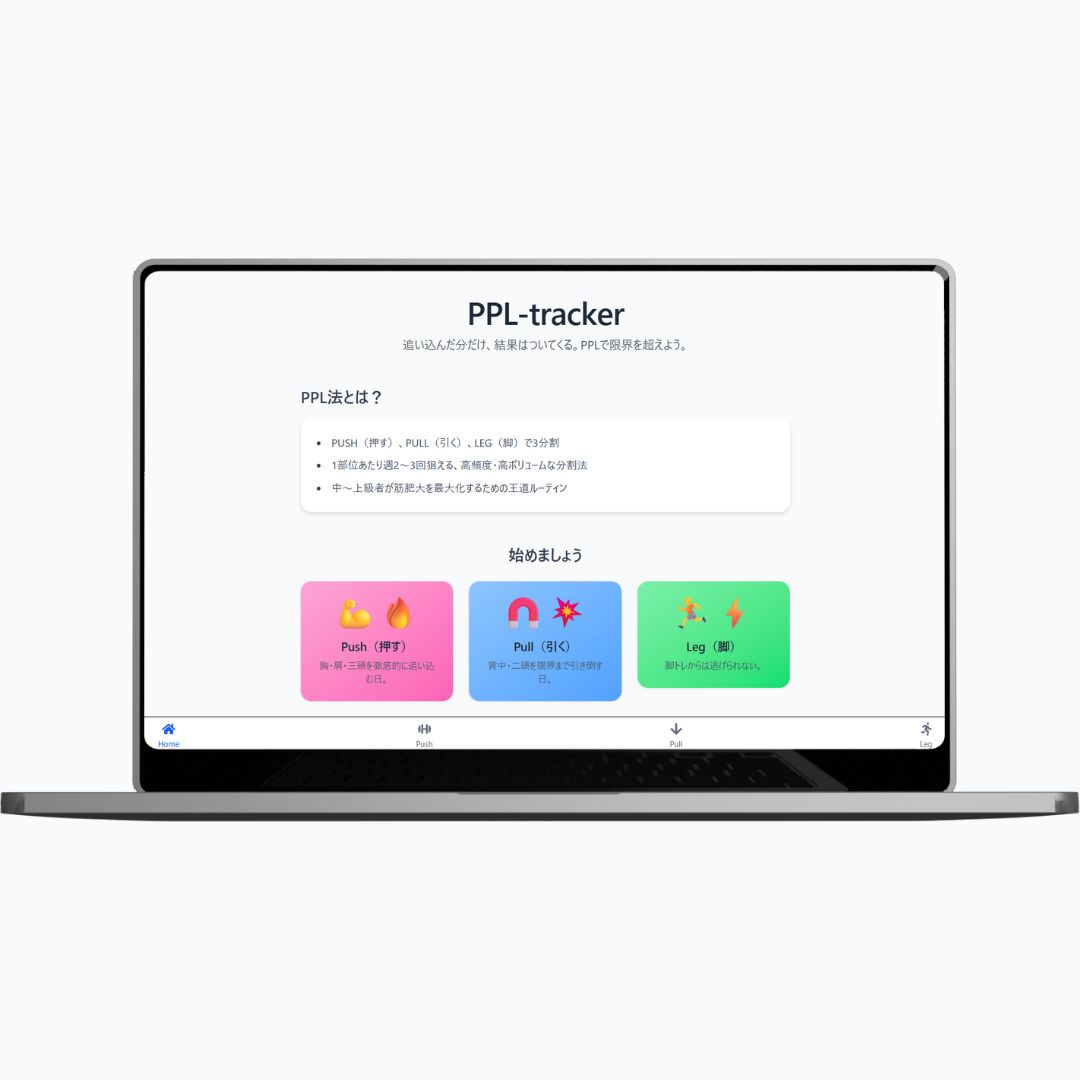 PPL-tracker
追い込んだ分だけ、結果はついてくる。PPLで限界を超えよう。
PPL法とは？
• PUSH（押す）、PULL（引く）、LEG（脚）で3分割
• 1部位あたり週2〜3回狙える、高頻度・高ボリュームな分割法
• 中〜上級者が筋肥大を最大化するための王道ルーティン
始めましょう
Push（押す）
胸・肩・三頭を徹底的に追い込
む日。
Pull（引く）
背中・二頭を限界まで引き倒す
日。
Leg（脚）
脚トレからは逃げられない。
Home
Push
Pull
Leg